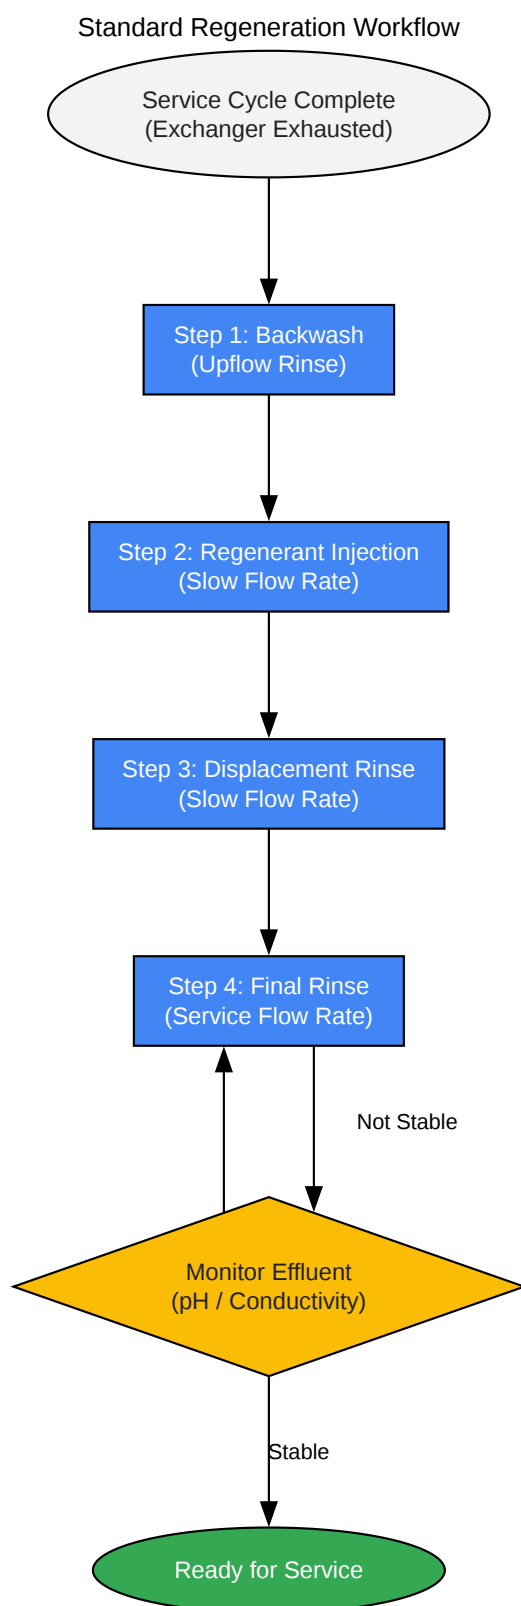 Standard Regeneration Workflow
Service Cycle Complete
(Exchanger Exhausted)
Step 1: Backwash
(Upflow Rinse)
Step 2: Regenerant Injection
(Slow Flow Rate)
Step 3: Displacement Rinse
(Slow Flow Rate)
Step 4: Final Rinse
(Service Flow Rate)
Not Stable
Monitor Effluent
(pH / Conductivity)
Stable
Ready for Service